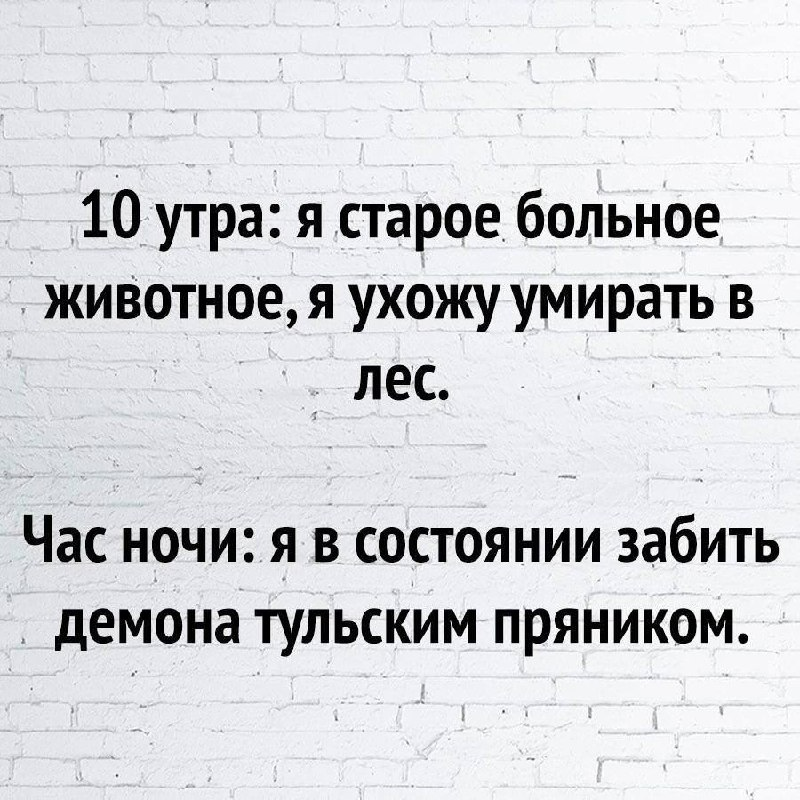 10 утра: я старое больное
животное, я ухожу умирать в
лес.
Час ночи: я в состоянии забить
демона тульским пряником.